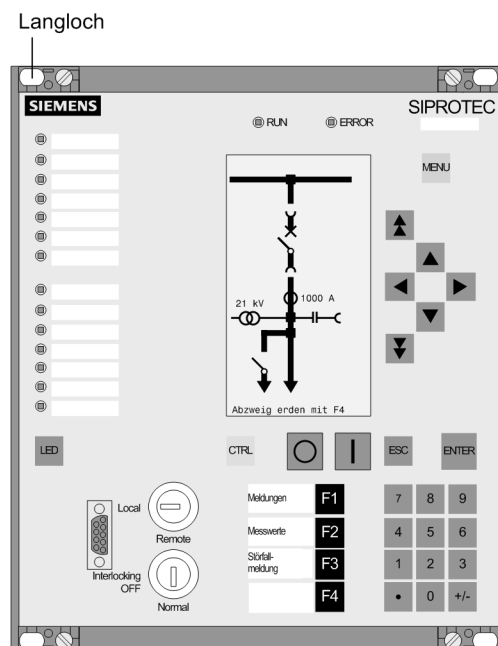 Langloch
SIEMENS
SIPROTEC
RUN
ERROR
MENU
21 kV
1000 A
Abzweig erden mit F4
LED
CTRL
ESC
ENTER
Local
Remote
Interlocking
OFF
Normal
Meldungen
F1
Messwerte
F2
Störfall-
meldung
F3
F4
7 8 9
4 5 6
1 2 3
• 0 +/-